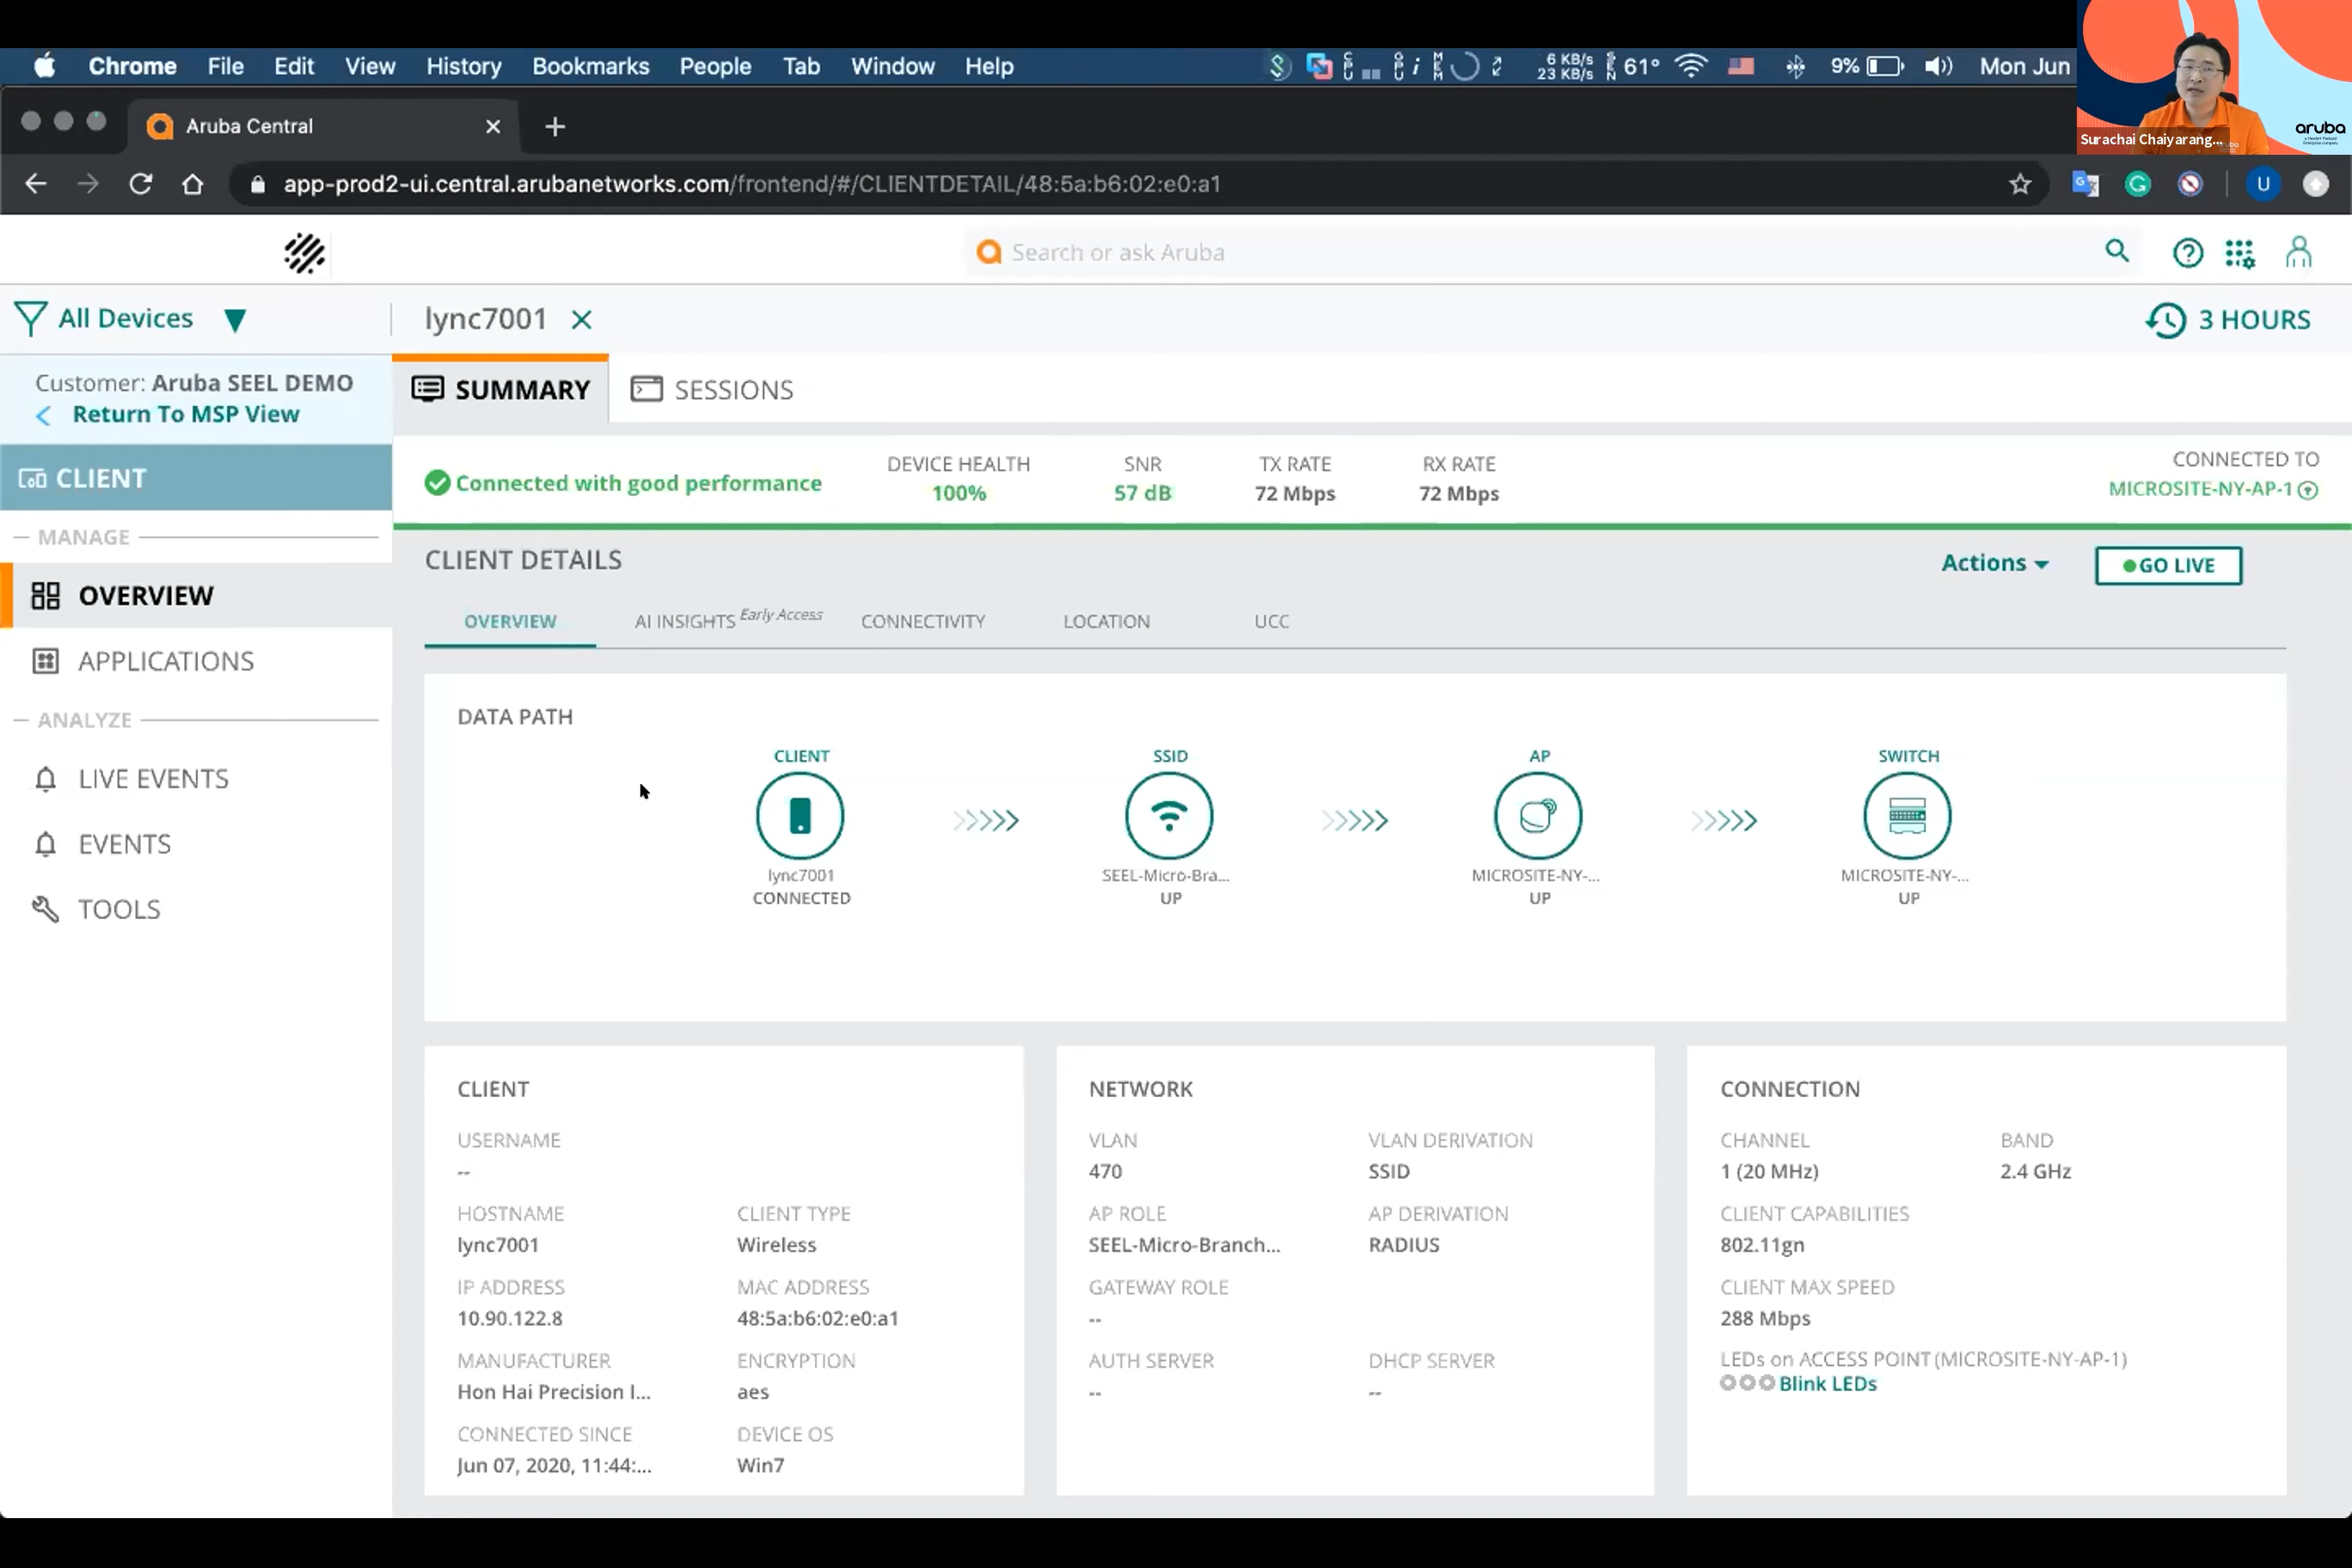 Chrome File Edit View History Bookmarks People Tab Window Help
6 KB/s
23 KB/s
61°
9%
Mon Jun
Aruba Central
app-prod2-ui.central.arubanetworks.com/frontend/#/CLIENTDETAIL/48:5a:b6:02:e0:a1
U
Surachai Chaiyarang...
aruba
Search or ask Aruba
All Devices
lync7001
3 HOURS
Customer: Aruba SEEL DEMO
Return To MSP View
SUMMARY
SESSIONS
CLIENT
MANAGE
OVERVIEW
APPLICATIONS
ANALYZE
LIVE EVENTS
EVENTS
TOOLS
Connected with good performance
DEVICE HEALTH
100%
SNR
57 dB
TX RATE
72 Mbps
RX RATE
72 Mbps
CONNECTED TO
MICROSITE-NY-AP-1
CLIENT DETAILS
Actions
GO LIVE
OVERVIEW
AI INSIGHTS Early Access
CONNECTIVITY
LOCATION
UCC
DATA PATH
CLIENT
lync7001
CONNECTED
SSID
SEEL-Micro-Bra...
UP
AP
MICROSITE-NY-...
UP
SWITCH
MICROSITE-NY-...
UP
CLIENT
USERNAME
--
HOSTNAME
lync7001
CLIENT TYPE
Wireless
IP ADDRESS
10.90.122.8
MAC ADDRESS
48:5a:b6:02:e0:a1
MANUFACTURER
Hon Hai Precision I...
ENCRYPTION
aes
CONNECTED SINCE
Jun 07, 2020, 11:44:...
DEVICE OS
Win7
NETWORK
VLAN
470
VLAN DERIVATION
SSID
AP ROLE
SEEL-Micro-Branch...
AP DERIVATION
RADIUS
GATEWAY ROLE
--
AUTH SERVER
--
DHCP SERVER
--
CONNECTION
CHANNEL
1 (20 MHz)
BAND
2.4 GHz
CLIENT CAPABILITIES
802.11gn
CLIENT MAX SPEED
288 Mbps
LEDs on ACCESS POINT (MICROSITE-NY-AP-1)
Blink LEDs